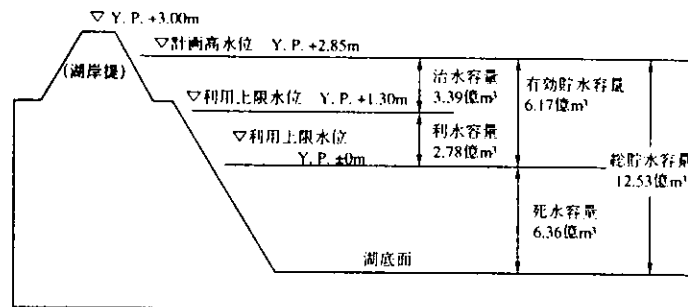 ▽ Y. P. +3.00m
▽計画高水位 Y. P. +2.85m
(湖岸堤)
治水容量
3.39億m³
有効貯水容量
6.17億m³
▽利用上限水位 Y. P. +1.30m
▽利用上限水位
Y. P. ±0m
利水容量
2.78億m³
総貯水容量
12.53億m³
死水容量
6.36億m³
湖底面